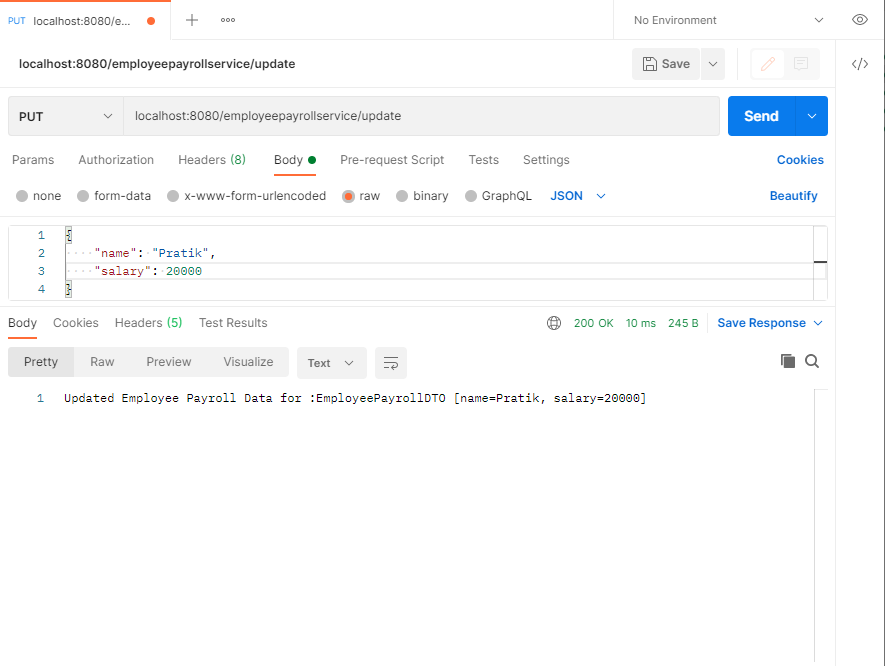 PUT localhost:8080/e... No Environment
localhost:8080/employeepayrollservice/update Save
PUT localhost:8080/employeepayrollservice/update Send
Params Authorization Headers (8) Body Pre-request Script Tests Settings Cookies
none form-data x-www-form-urlencoded raw binary GraphQL JSON Beautify
1 {
2 ····"name":·"Pratik",
3 ····"salary":·20000
4 }
Body Cookies Headers (5) Test Results 200 OK 10 ms 245 B Save Response
Pretty Raw Preview Visualize Text
1 Updated Employee Payroll Data for :EmployeePayrollDTO [name=Pratik, salary=20000]